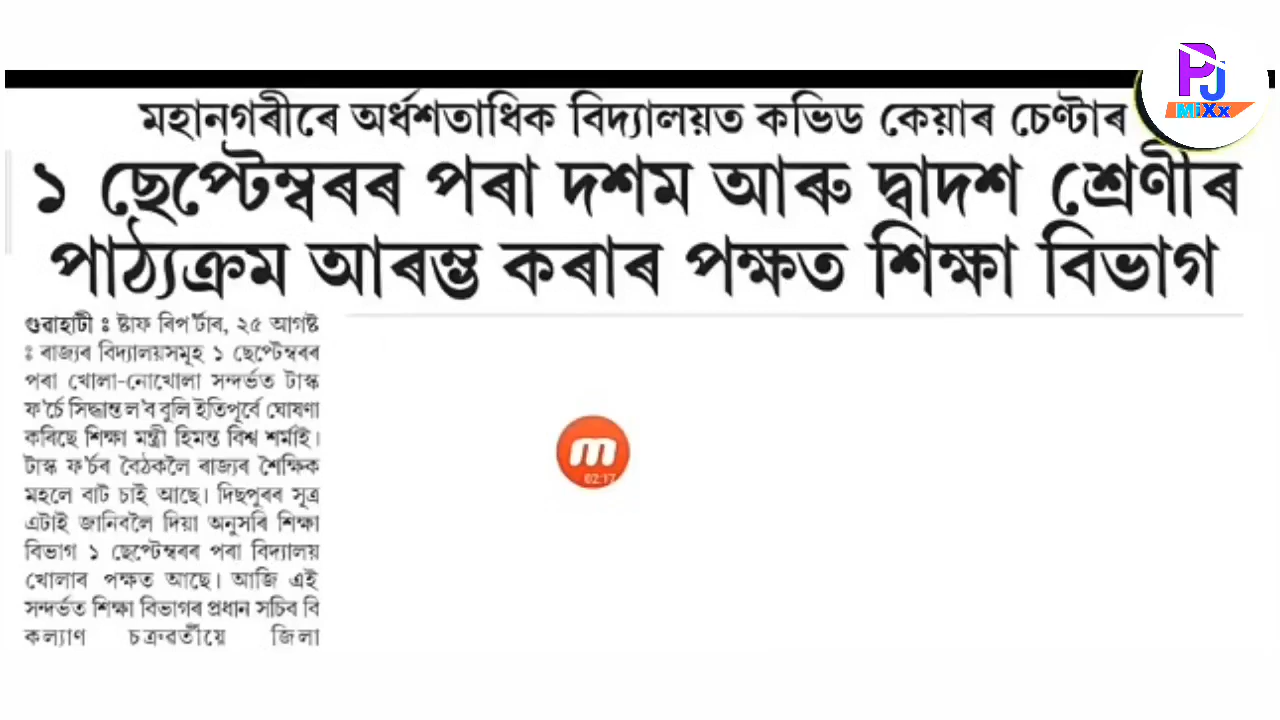 মহানগৰীৰে অৰ্ধশতাধিক বিদ্যালয়ত কভিড কেয়াৰ চেণ্টাৰ
১ ছেপ্টেম্বৰৰ পৰা দশম আৰু দ্বাদশ শ্ৰেণীৰ
পাঠ্যক্ৰম আৰম্ভ কৰাৰ পক্ষত শিক্ষা বিভাগ
গুৱাহাটী ঃ ষ্টাফ ৰিপ'ৰ্টাৰ, ২৫ আগষ্ট
ঃ ৰাজ্যৰ বিদ্যালয়সমূহ ১ ছেপ্টেম্বৰৰ
পৰা খোলা-নোখোলা সন্দৰ্ভত টাস্ক
ফ'ৰ্চে সিদ্ধান্ত ল'ব বুলি ইতিপূৰ্বে ঘোষণা
কৰিছে শিক্ষা মন্ত্ৰী হিমন্ত বিশ্ব শৰ্মাই।
টাস্ক ফ'ৰ্চৰ বৈঠকলৈ ৰাজ্যৰ শৈক্ষিক
মহলে বাট চাই আছে। দিছপুৰৰ সূত্ৰ
এটাই জানিবলৈ দিয়া অনুসৰি শিক্ষা
বিভাগ ১ ছেপ্টেম্বৰৰ পৰা বিদ্যালয়
খোলাৰ পক্ষত আছে। আজি এই
সন্দৰ্ভত শিক্ষা বিভাগৰ প্ৰধান সচিব বি
কল্যাণ চক্ৰৱৰ্তীয়ে জিলা
PJ
MiXx
m
02:17